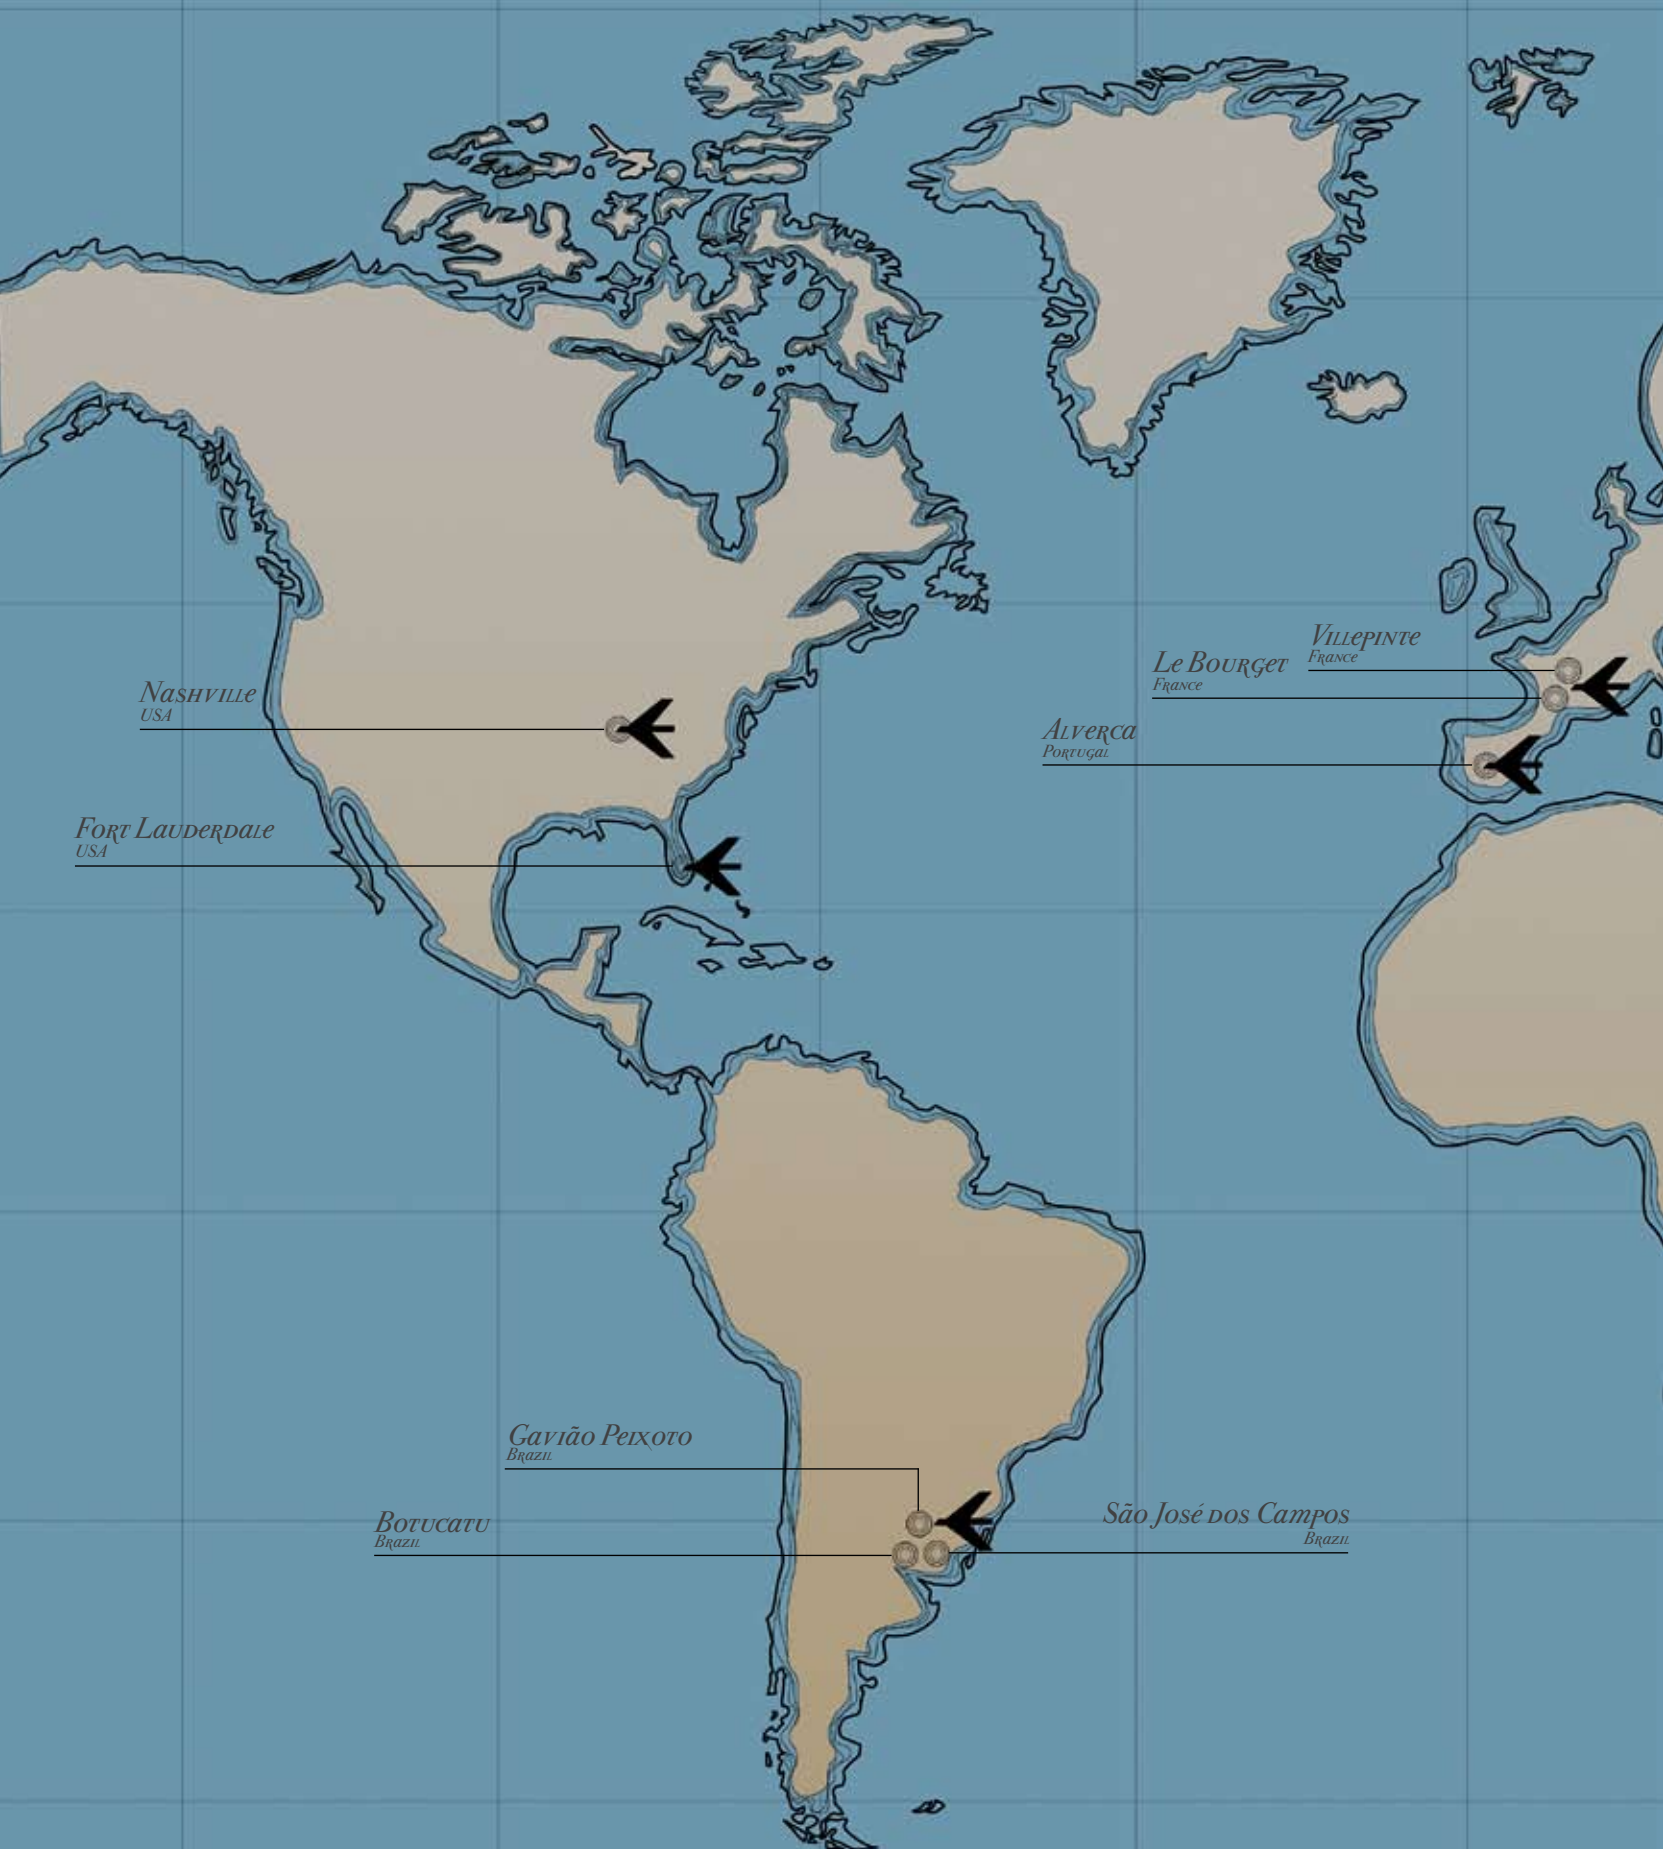 Villepinte
France
Le Bourget
France
Nashville
USA
Alverca
Portugal
Fort Lauderdale
USA
Gavião Peixoto
Brazil
Botucatu
Brazil
São José dos Campos
Brazil